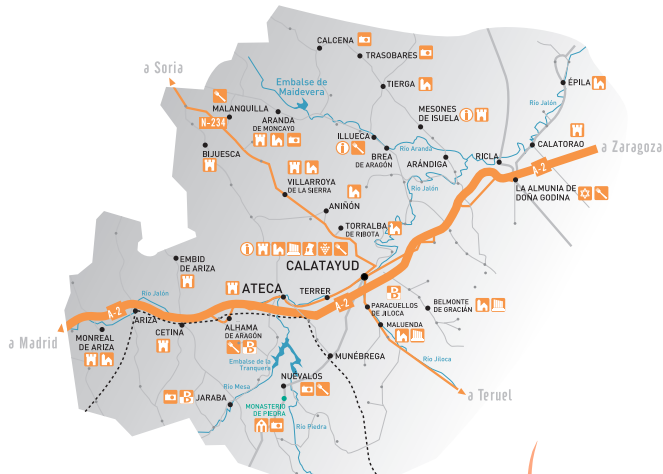 CALCENA
TRASOBARES
a Soria
Embalse de
Maidevera
TIERGA
ÉPILA
MALANQUILLA
Río Jalón
ARANDA
DE MONCAYO
MESONES
DE ISUELA
N-234
ILLUECA
CALATORAO
a Zaragoza
BIJUESCA
BREA
DE ARAGÓN
Río Aranda
ARÁNDIGA
RICLA
A-2
VILLARROYA
DE LA SIERRA
Río Jalón
LA ALMUNIA DE
DOÑA GODINA
ANIÑÓN
TORRALBA
DE RIBOTA
EMBID
DE ARIZA
CALATAYUD
ATECA
TERRER
Río Jalón
A-2
A-2
PARACUELLOS
DE JILOCA
BELMONTE
DE GRACIÁN
ARIZA
a Madrid
MONREAL
DE ARIZA
CETINA
ALHAMA
DE ARAGÓN
MALUENDA
Embalse de la
Tranquera
MUNÉBREGA
Río Jiloca
NUÉVALOS
Río Mesa
JARABA
a Teruel
MONASTERIO
DE PIEDRA
Río Piedra